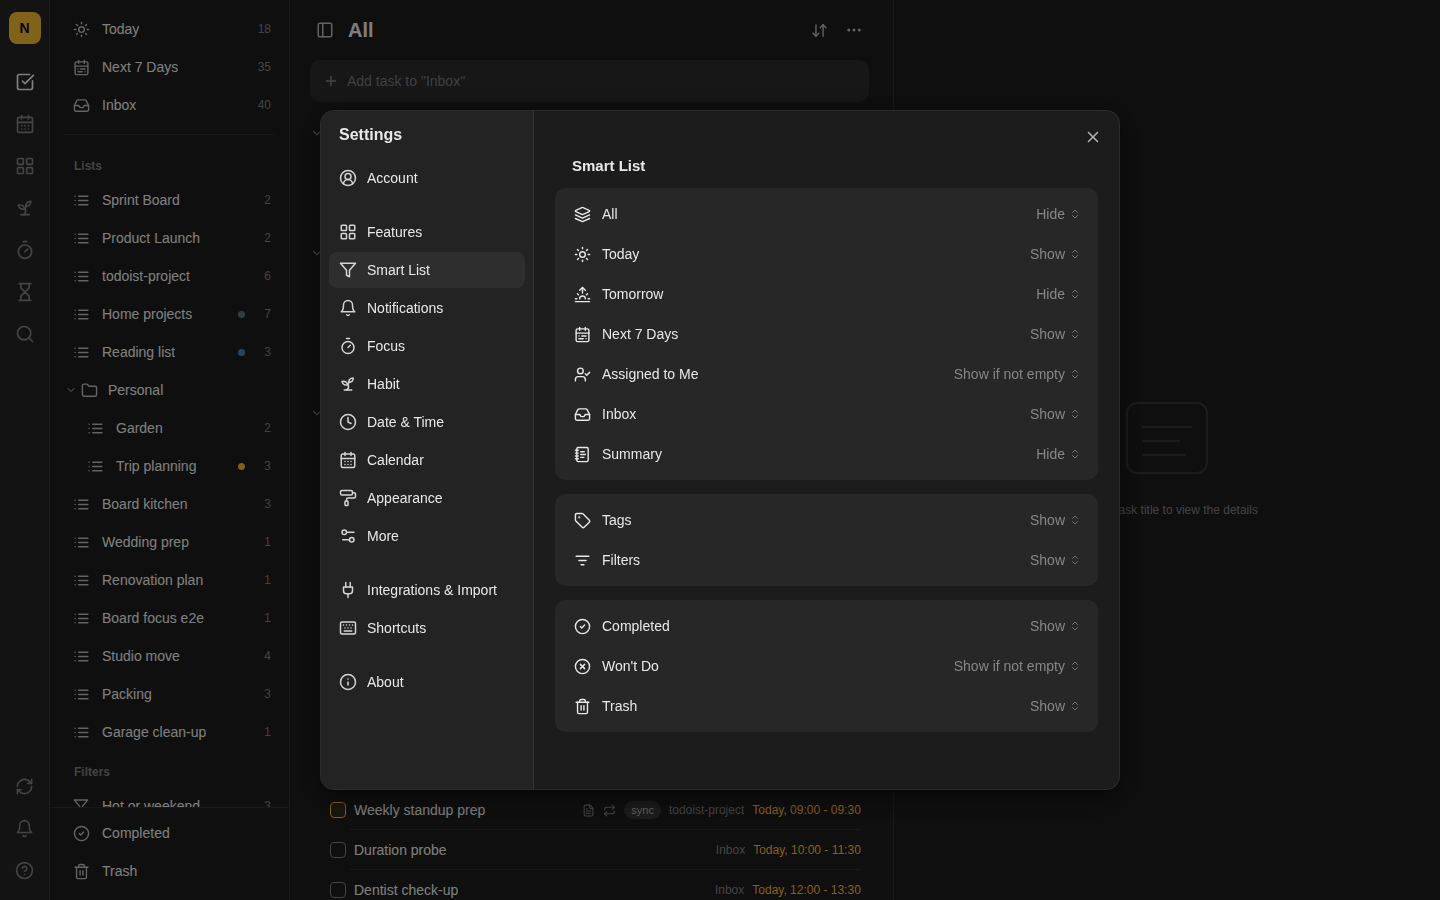 N
Today 18
Next 7 Days 35
Inbox 40
Lists
Sprint Board 2
Product Launch 2
todoist-project 6
Home projects 7
Reading list 3
Personal
Garden 2
Trip planning 3
Board kitchen 3
Wedding prep 1
Renovation plan 1
Board focus e2e 1
Studio move 4
Packing 3
Garage clean-up 1
Filters
Hot or weekend 3
Completed
Trash
All
Add task to "Inbox"
Settings
Account
Features
Smart List
Notifications
Focus
Habit
Date & Time
Calendar
Appearance
More
Integrations & Import
Shortcuts
About
Smart List
All Hide
Today Show
Tomorrow Hide
Next 7 Days Show
Assigned to Me Show if not empty
Inbox Show
Summary Hide
Tags Show
Filters Show
Completed Show
Won't Do Show if not empty
Trash Show
Weekly standup prep sync todoist-project Today, 09:00 - 09:30
Duration probe Inbox Today, 10:00 - 11:30
Dentist check-up Inbox Today, 12:00 - 13:30
title to view the details